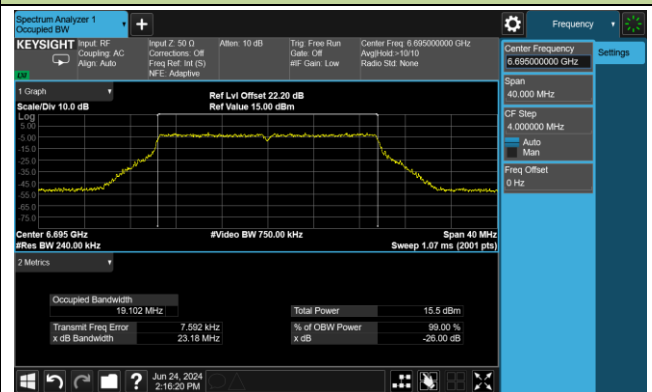 Spectrum Analyzer 1
Occupied BW
Frequency
KEYSIGHT
Input: RF
Coupling: AC
Align: Auto
Input Z: 50 Ω
Corrections: Off
Freq Ref: Int (S)
NFE: Adaptive
Atten: 10 dB
Trig: Free Run
Gate: Off
#IF Gain: Low
Center Freq: 6.695000000 GHz
Avg|Hold:>10/10
Radio Std: None
Center Frequency
6.695000000 GHz
Settings
Span
40.000 MHz
CF Step
4.000000 MHz
Auto
Man
Freq Offset
0 Hz
1 Graph
Scale/Div 10.0 dB
Ref Lvl Offset 22.20 dB
Ref Value 15.00 dBm
Log
5.00
-5.00
-15.0
-25.0
-35.0
-45.0
-55.0
-65.0
-75.0
Center 6.695 GHz
#Video BW 750.00 kHz
Span 40 MHz
#Res BW 240.00 kHz
Sweep 1.07 ms (2001 pts)
2 Metrics
Occupied Bandwidth
19.102 MHz
Total Power
15.5 dBm
Transmit Freq Error
7.592 kHz
% of OBW Power
99.00 %
x dB Bandwidth
23.18 MHz
x dB
-26.00 dB
Jun 24, 2024
2:16:20 PM